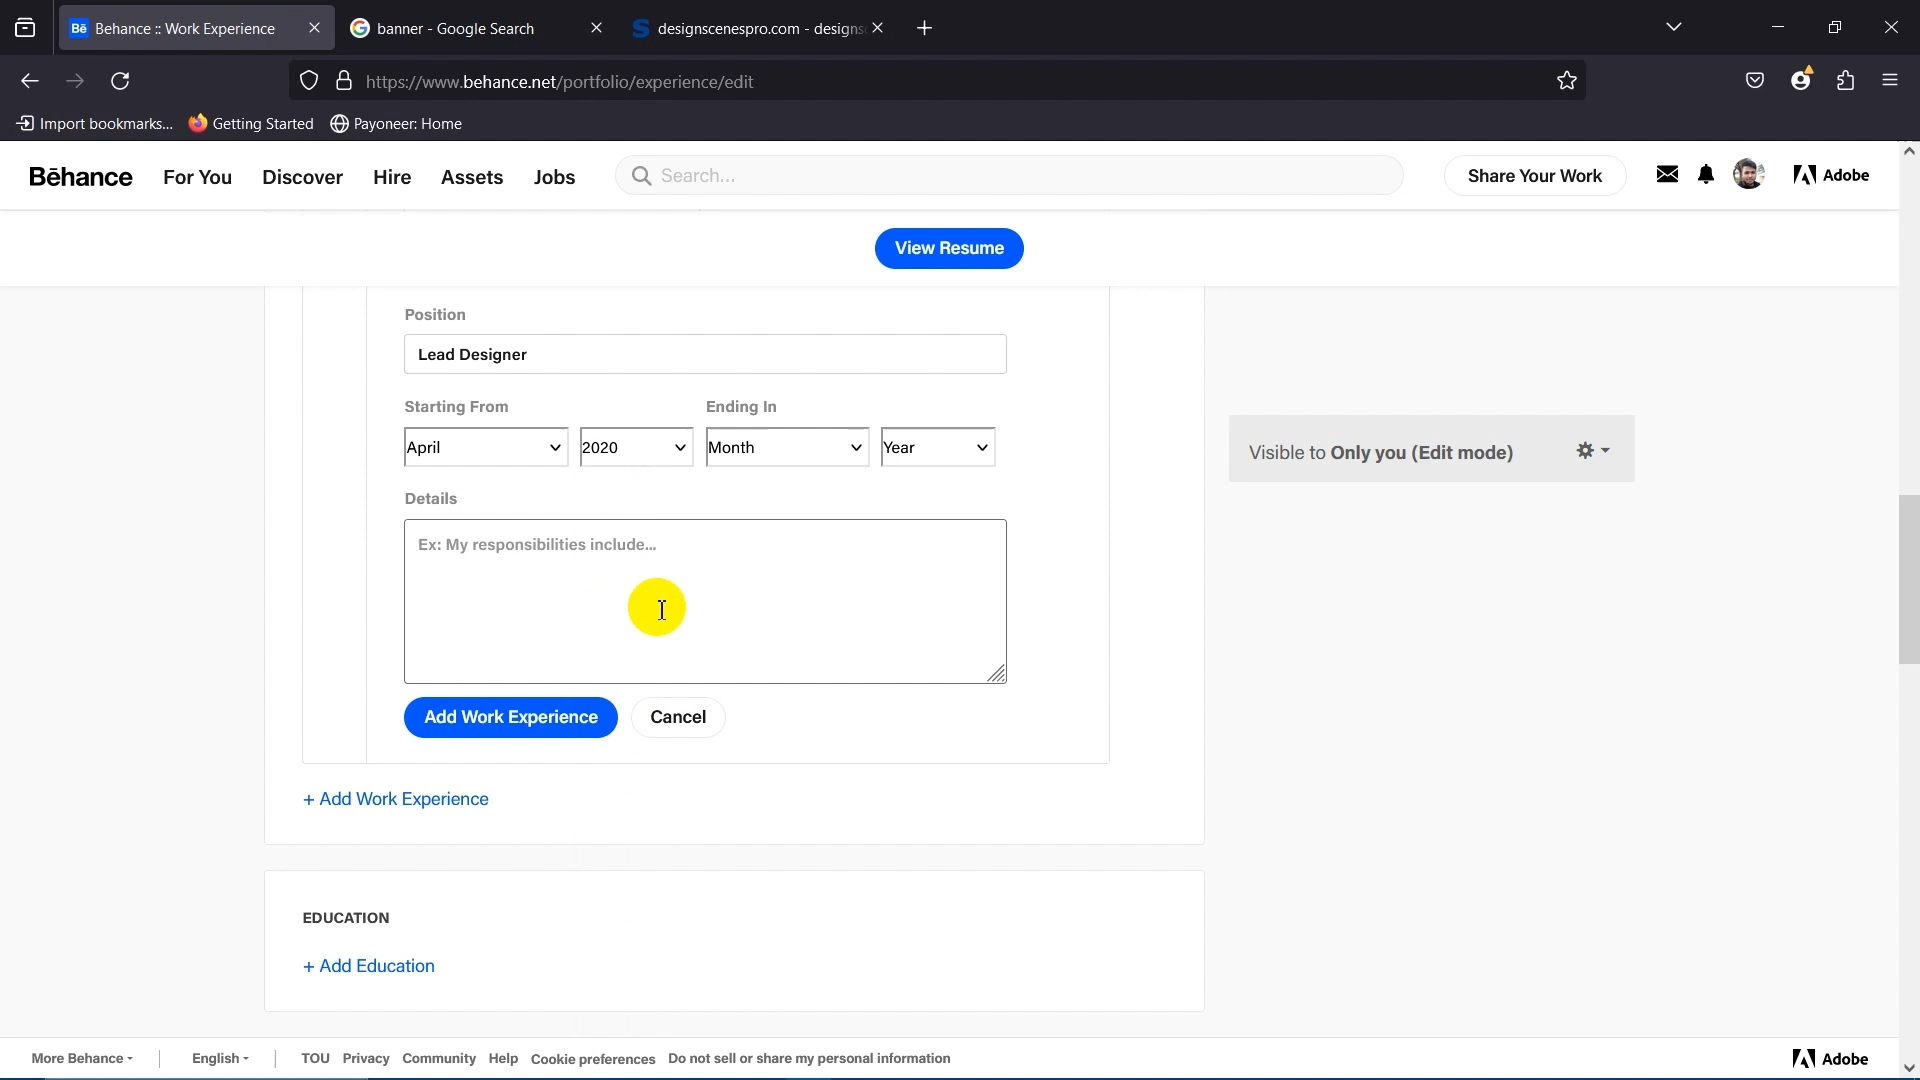 Bē Behance :: Work Experience
banner - Google Search
designscenespro.com - design
https://www.behance.net/portfolio/experience/edit
Import bookmarks...
Getting Started
Payoneer: Home
Bēhance
For You
Discover
Hire
Assets
Jobs
Search...
Share Your Work
Adobe
View Resume
Position
Lead Designer
Starting From
Ending In
April
2020
Month
Year
Visible to Only you (Edit mode)
Details
Ex: My responsibilities include...
Add Work Experience
Cancel
+ Add Work Experience
EDUCATION
+ Add Education
More Behance
English
TOU
Privacy
Community
Help
Cookie preferences
Do not sell or share my personal information
Adobe